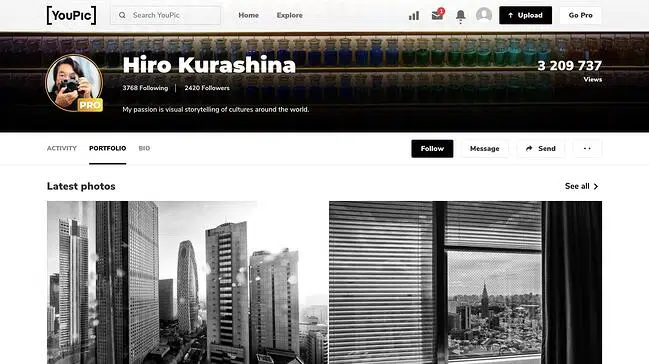 [YouPic]
Search YouPic
Home
Explore
1
Upload
Go Pro
Hiro Kurashina
3 209 737
Views
3768 Following
2420 Followers
PRO
My passion is visual storytelling of cultures around the world.
ACTIVITY
PORTFOLIO
BIO
Follow
Message
Send
Latest photos
See all